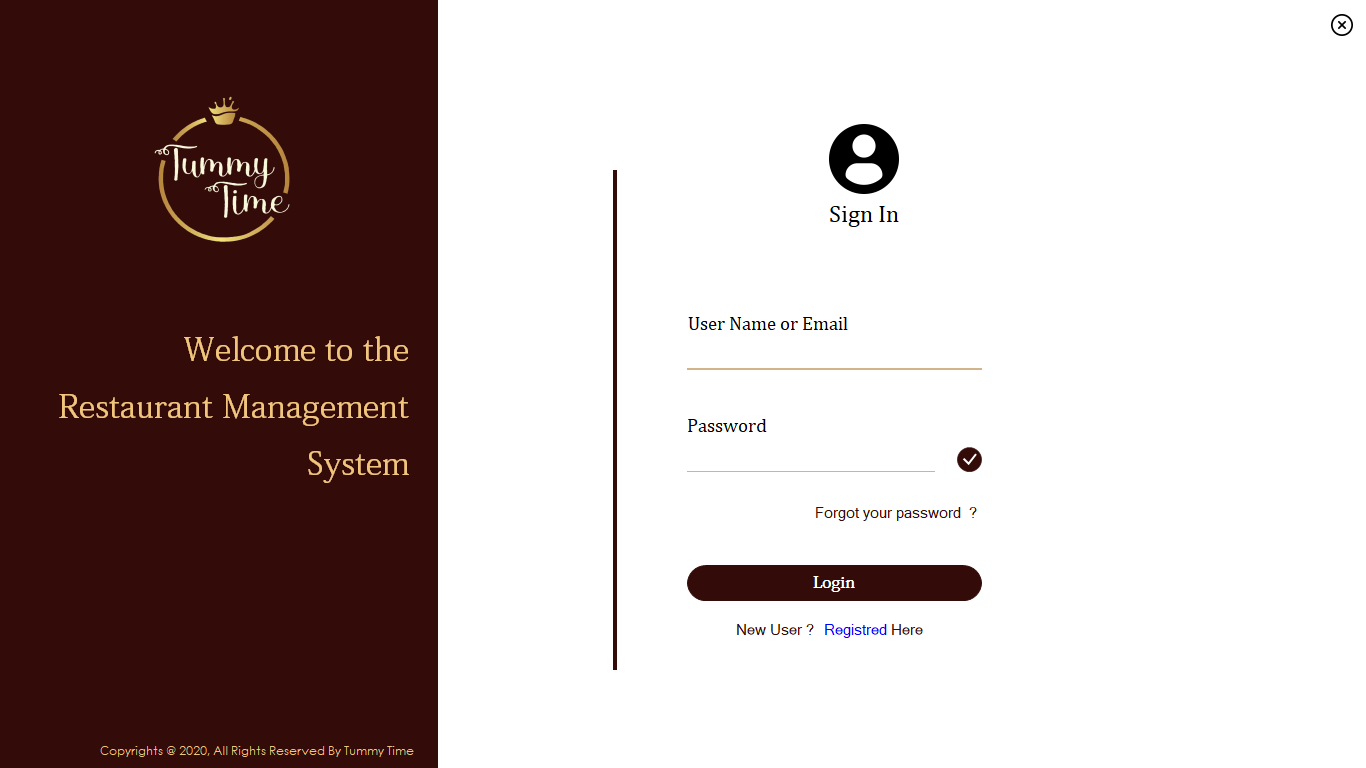 Tummy
Time
Welcome to the
Restaurant Management
System
Copyrights @ 2020, All Rights Reserved By Tummy Time
Sign In
User Name or Email
Password
Forgot your password ?
Login
New User ? Registred Here